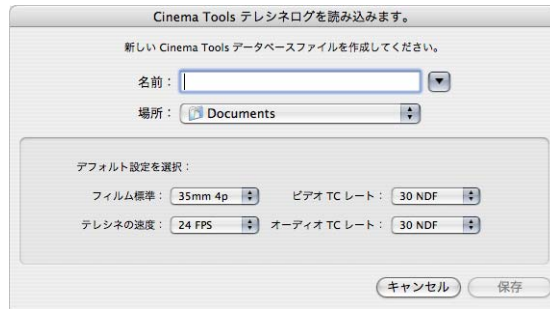 Cinema Tools テレシネログを読み込みます。
新しい Cinema Tools データベースファイルを作成してください。
名前：
場所： Documents
デフォルト設定を選択：
フィルム標準： 35mm 4p ビデオ TC レート： 30 NDF
テレシネの速度： 24 FPS オーディオ TC レート： 30 NDF
キャンセル 保存